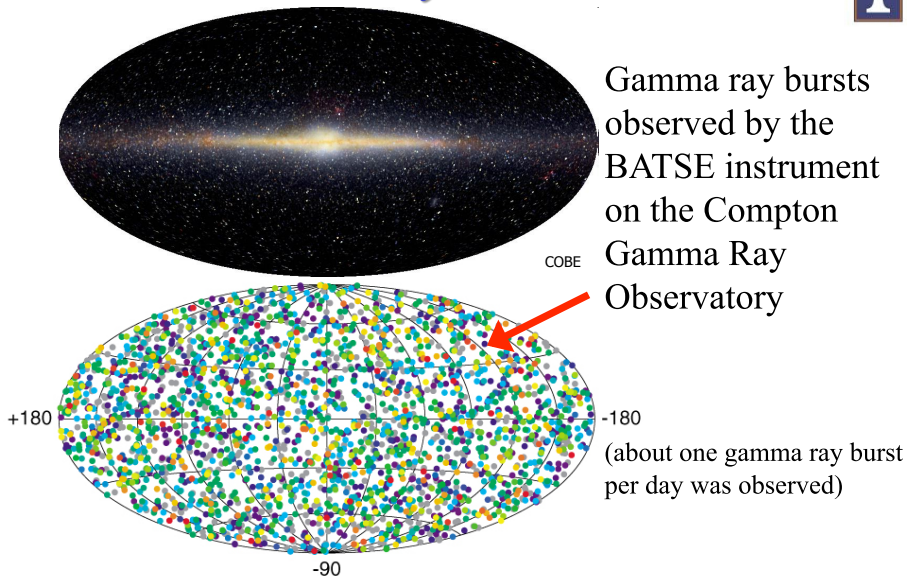 Gamma ray bursts
observed by the
BATSE instrument
on the Compton
Gamma Ray
Observatory
COBE
+180
-180
(about one gamma ray burst
per day was observed)
-90